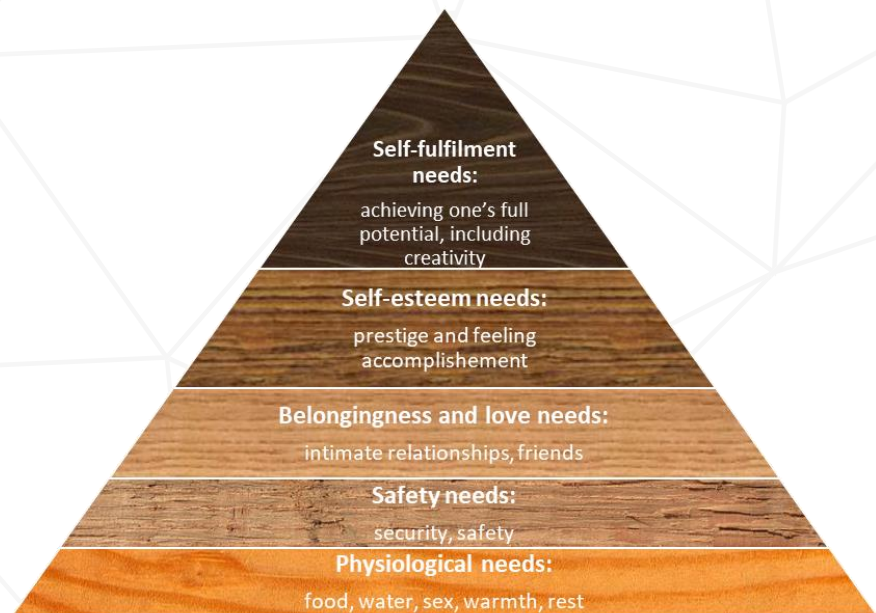 Self-fulfilment
needs:
achieving one's full
potential, including
creativity
Self-esteem needs:
prestige and feeling
accomplishement
Belongingness and love needs:
intimate relationships, friends
Safety needs:
security, safety
Physiological needs:
food, water, sex, warmth, rest